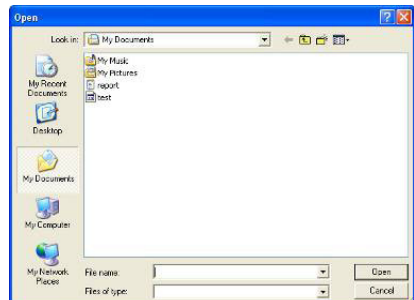 Open
Look in: My Documents
My Music
My Pictures
report
test
My Recent
Documents
Desktop
My Documents
My Computer
My Network
Places
File name:
Open
Files of type:
Cancel